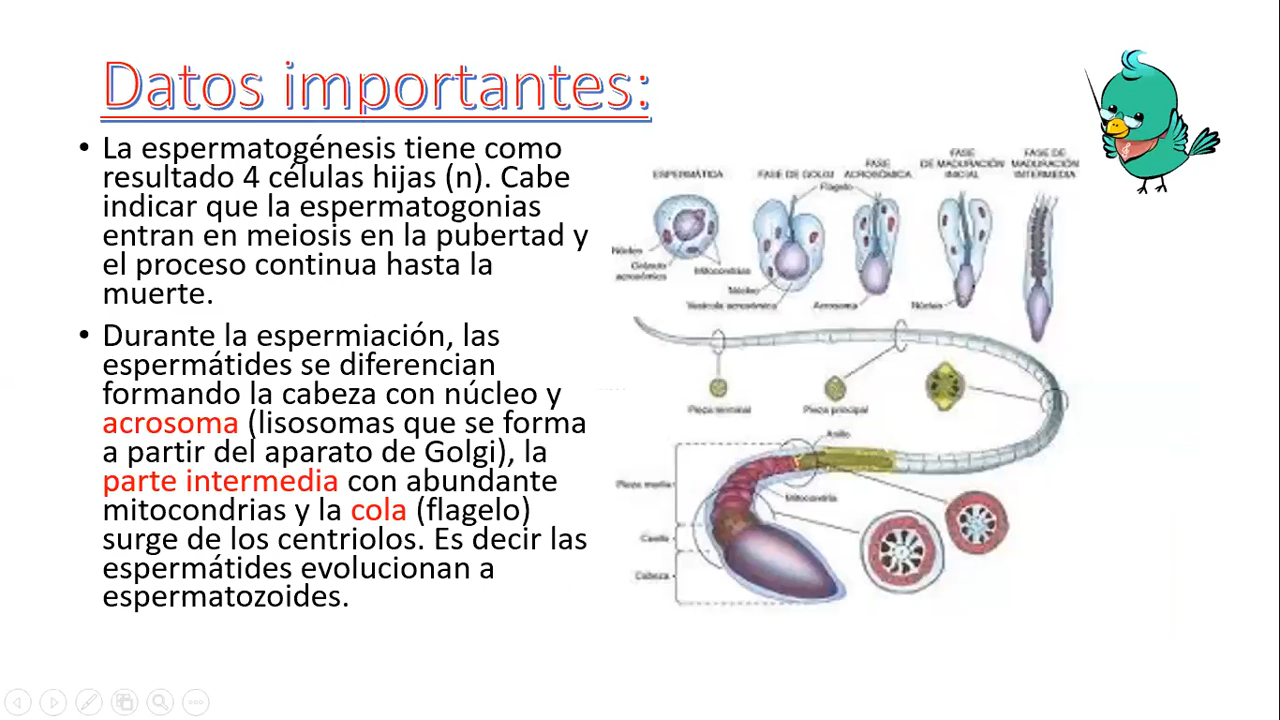 Datos importantes:
• La espermatogénesis tiene como
resultado 4 células hijas (n). Cabe
indicar que la espermatogonias
entran en meiosis en la pubertad y
el proceso continua hasta la
muerte.
• Durante la espermiación, las
espermátides se diferencian
formando la cabeza con núcleo y
acrosoma (lisosomas que se forma
a partir del aparato de Golgi), la
parte intermedia con abundante
mitocondrias y la cola (flagelo)
surge de los centriolos. Es decir las
espermátides evolucionan a
espermatozoides.
ESPERMÁTIDA
FASE DE GOLGI
FASE
ACROSÓMICA
FASE
DE MADURACIÓN
INICIAL
FASE DE
MADURACIÓN
INTERMEDIA
Flagelo
Núcleo
Gránulo
acrosómico
Mitocondrias
Núcleo
Vesícula acrosómica
Acrosoma
Núcleo
Pieza terminal
Pieza principal
Anillo
Pieza media
Mitocondria
Cuello
Cabeza